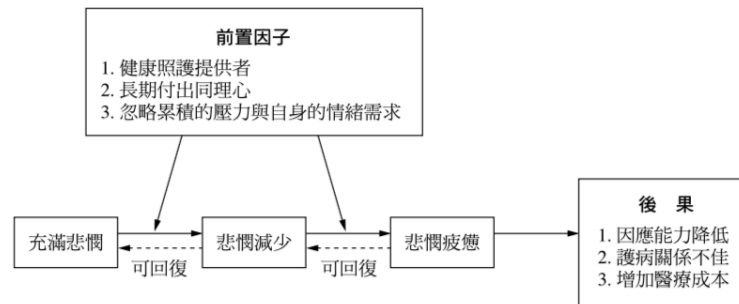 前置因子
1. 健康照護提供者
2. 長期付出同理心
3. 忽略累積的壓力與自身的情緒需求
充滿悲憫
悲憫減少
悲憫疲憊
可回復
可回復
後 果
1. 因應能力降低
2. 護病關係不佳
3. 增加醫療成本